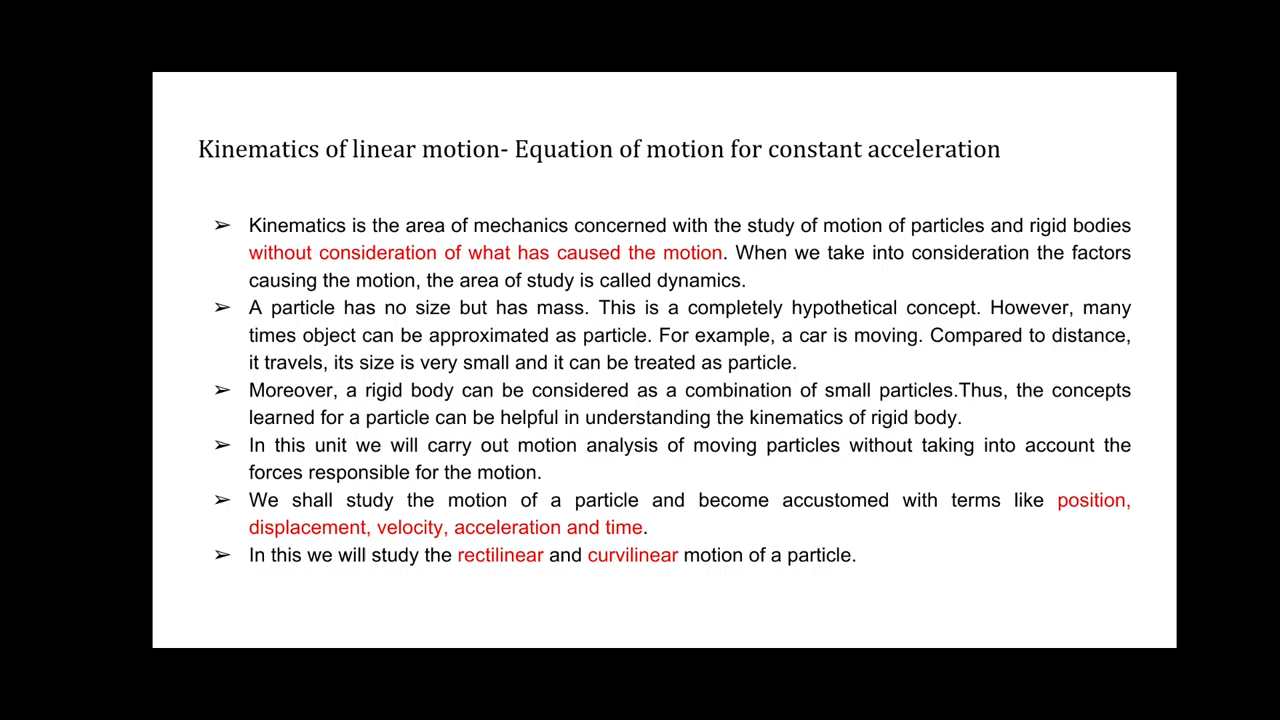 Kinematics of linear motion- Equation of motion for constant acceleration
➢ Kinematics is the area of mechanics concerned with the study of motion of particles and rigid bodies
without consideration of what has caused the motion. When we take into consideration the factors
causing the motion, the area of study is called dynamics.
➢ A particle has no size but has mass. This is a completely hypothetical concept. However, many
times object can be approximated as particle. For example, a car is moving. Compared to distance,
it travels, its size is very small and it can be treated as particle.
➢ Moreover, a rigid body can be considered as a combination of small particles.Thus, the concepts
learned for a particle can be helpful in understanding the kinematics of rigid body.
➢ In this unit we will carry out motion analysis of moving particles without taking into account the
forces responsible for the motion.
➢ We shall study the motion of a particle and become accustomed with terms like position,
displacement, velocity, acceleration and time.
➢ In this we will study the rectilinear and curvilinear motion of a particle.